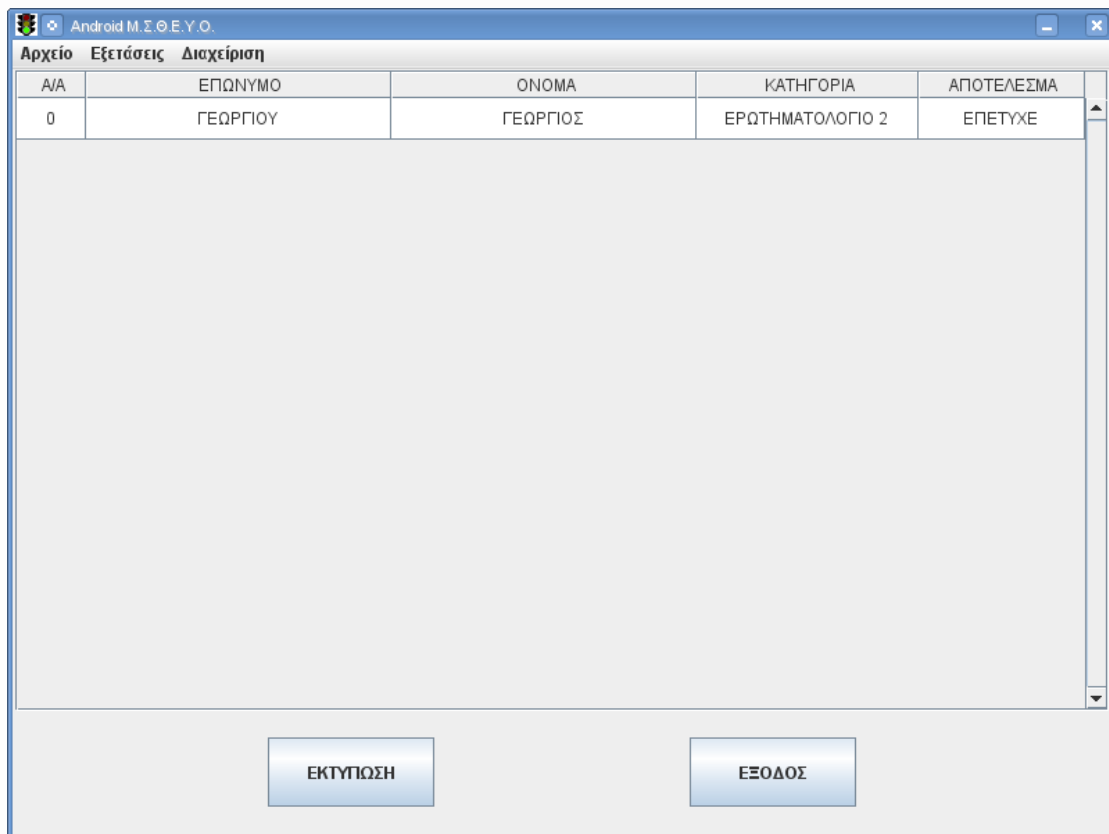 Android Μ.Σ.Θ.Ε.Υ.Ο.
Αρχείο Εξετάσεις Διαχείριση
Α/Α ΕΠΩΝΥΜΟ ΟΝΟΜΑ ΚΑΤΗΓΟΡΙΑ ΑΠΟΤΕΛΕΣΜΑ
0 ΓΕΩΡΓΙΟΥ ΓΕΩΡΓΙΟΣ ΕΡΩΤΗΜΑΤΟΛΟΓΙΟ 2 ΕΠΕΤΥΧΕ
ΕΚΤΥΠΩΣΗ ΕΞΟΔΟΣ